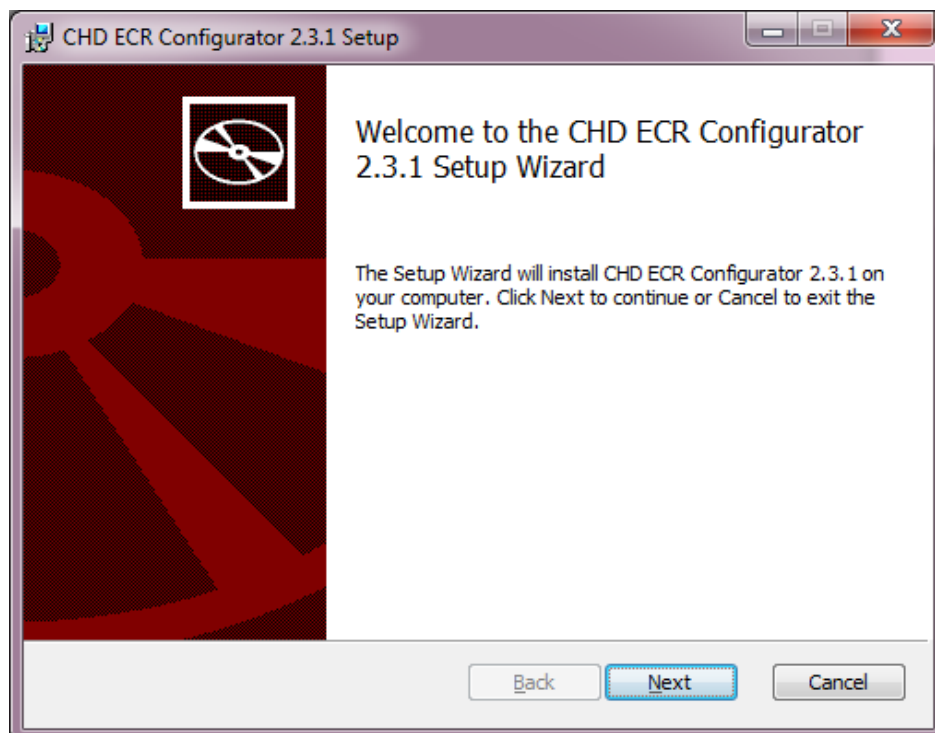 CHD ECR Configurator 2.3.1 Setup
Welcome to the CHD ECR Configurator
2.3.1 Setup Wizard
The Setup Wizard will install CHD ECR Configurator 2.3.1 on
your computer. Click Next to continue or Cancel to exit the
Setup Wizard.
Back Next Cancel